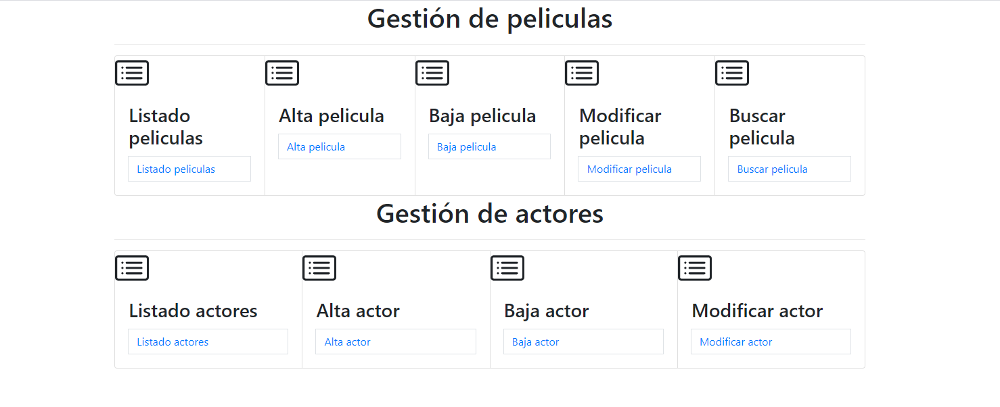 Gestión de peliculas
Listado
peliculas
Listado peliculas
Alta pelicula
Alta pelicula
Baja pelicula
Baja pelicula
Modificar
pelicula
Modificar pelicula
Buscar
pelicula
Buscar pelicula
Gestión de actores
Listado actores
Listado actores
Alta actor
Alta actor
Baja actor
Baja actor
Modificar actor
Modificar actor